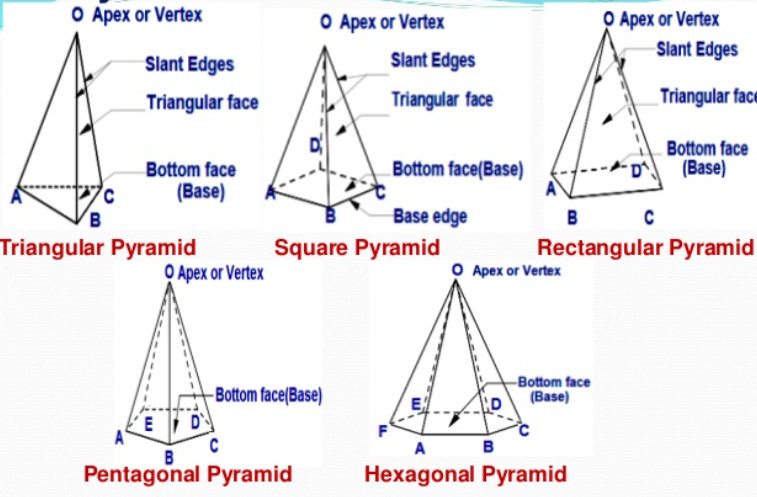 O Apex or Vertex
Slant Edges
Triangular face
Bottom face
(Base)
A
C
B
Triangular Pyramid
O Apex or Vertex
Slant Edges
Triangular face
D
Bottom face(Base)
A
C
B
Base edge
Square Pyramid
O Apex or Vertex
Slant Edges
Triangular face
Bottom face
(Base)
D
A
B
C
Rectangular Pyramid
O Apex or Vertex
Bottom face(Base)
E
D
A
C
B
Pentagonal Pyramid
O Apex or Vertex
Bottom face
(Base)
E
D
F
C
A
B
Hexagonal Pyramid